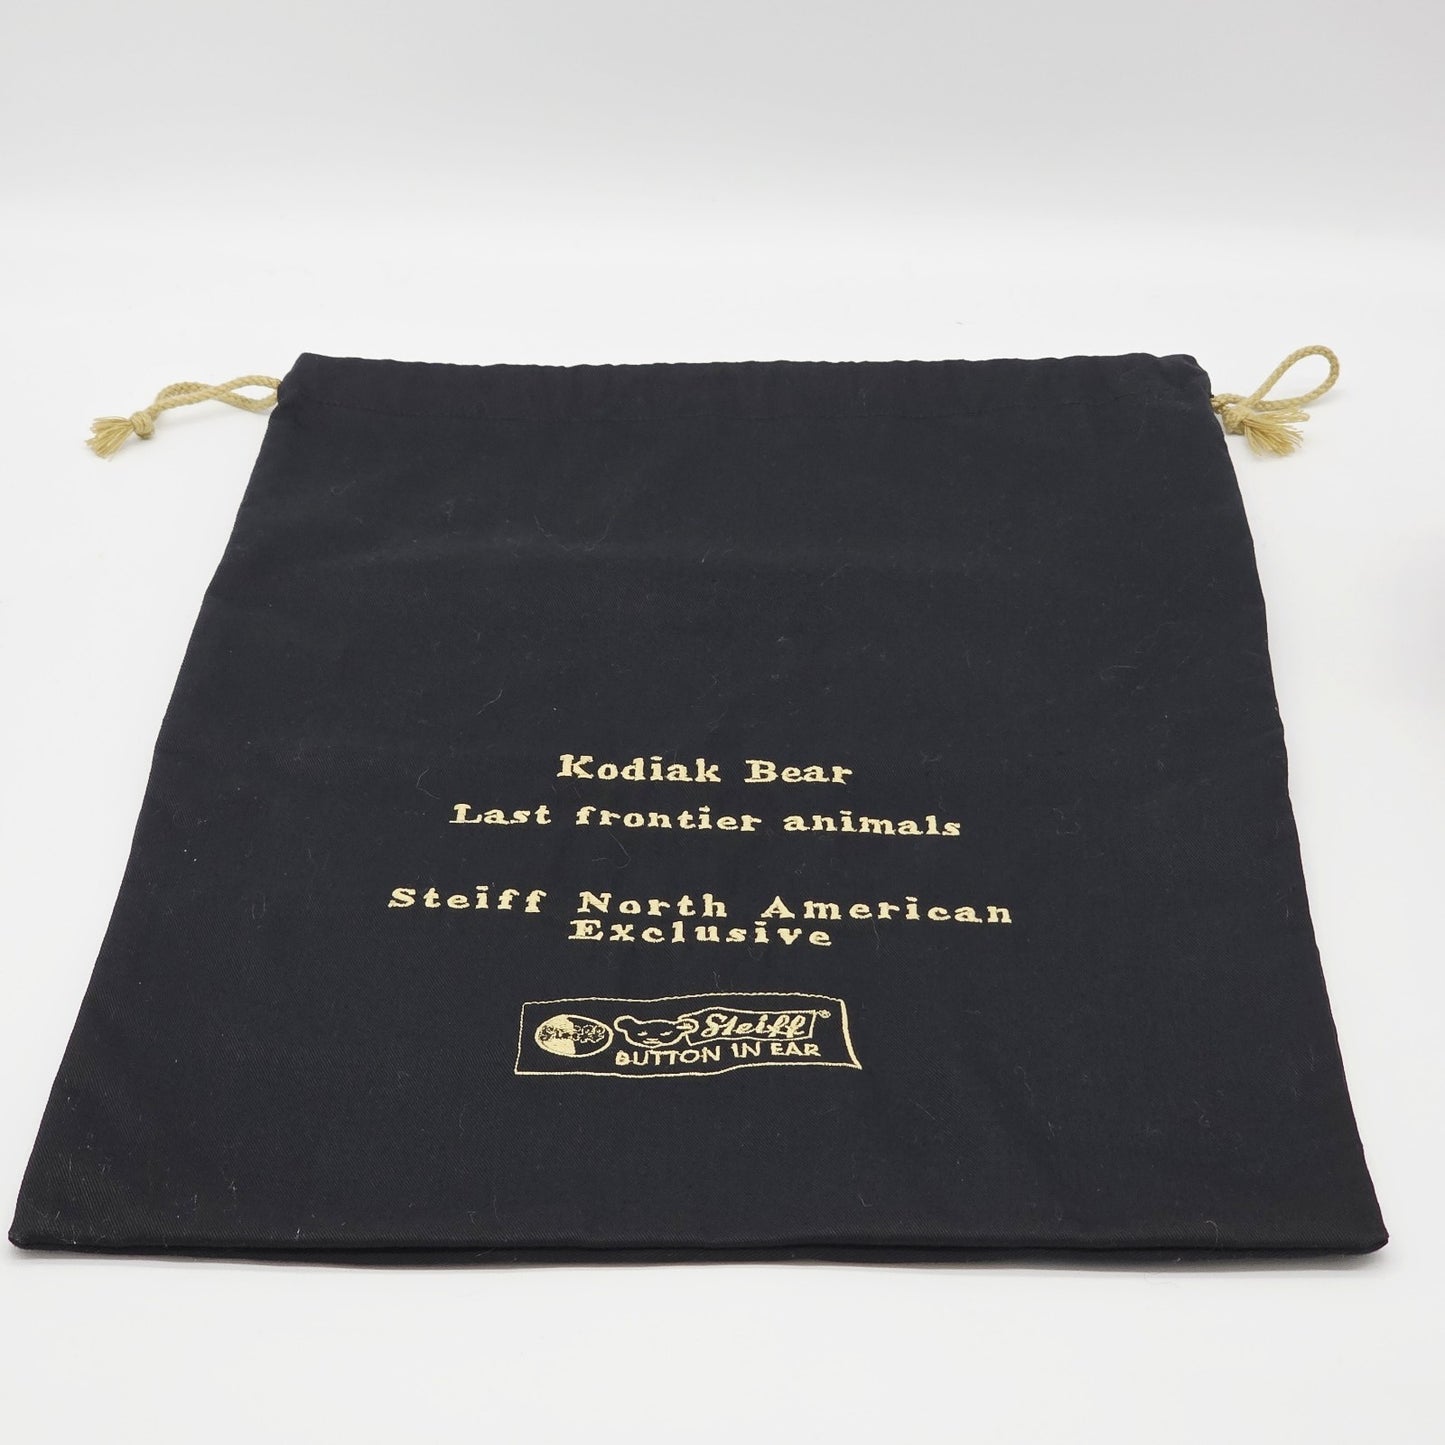 Kodiak Bear
Last frontier animals
Steiff North American
Exclusive
Steiff®
BUTTON IN EAR